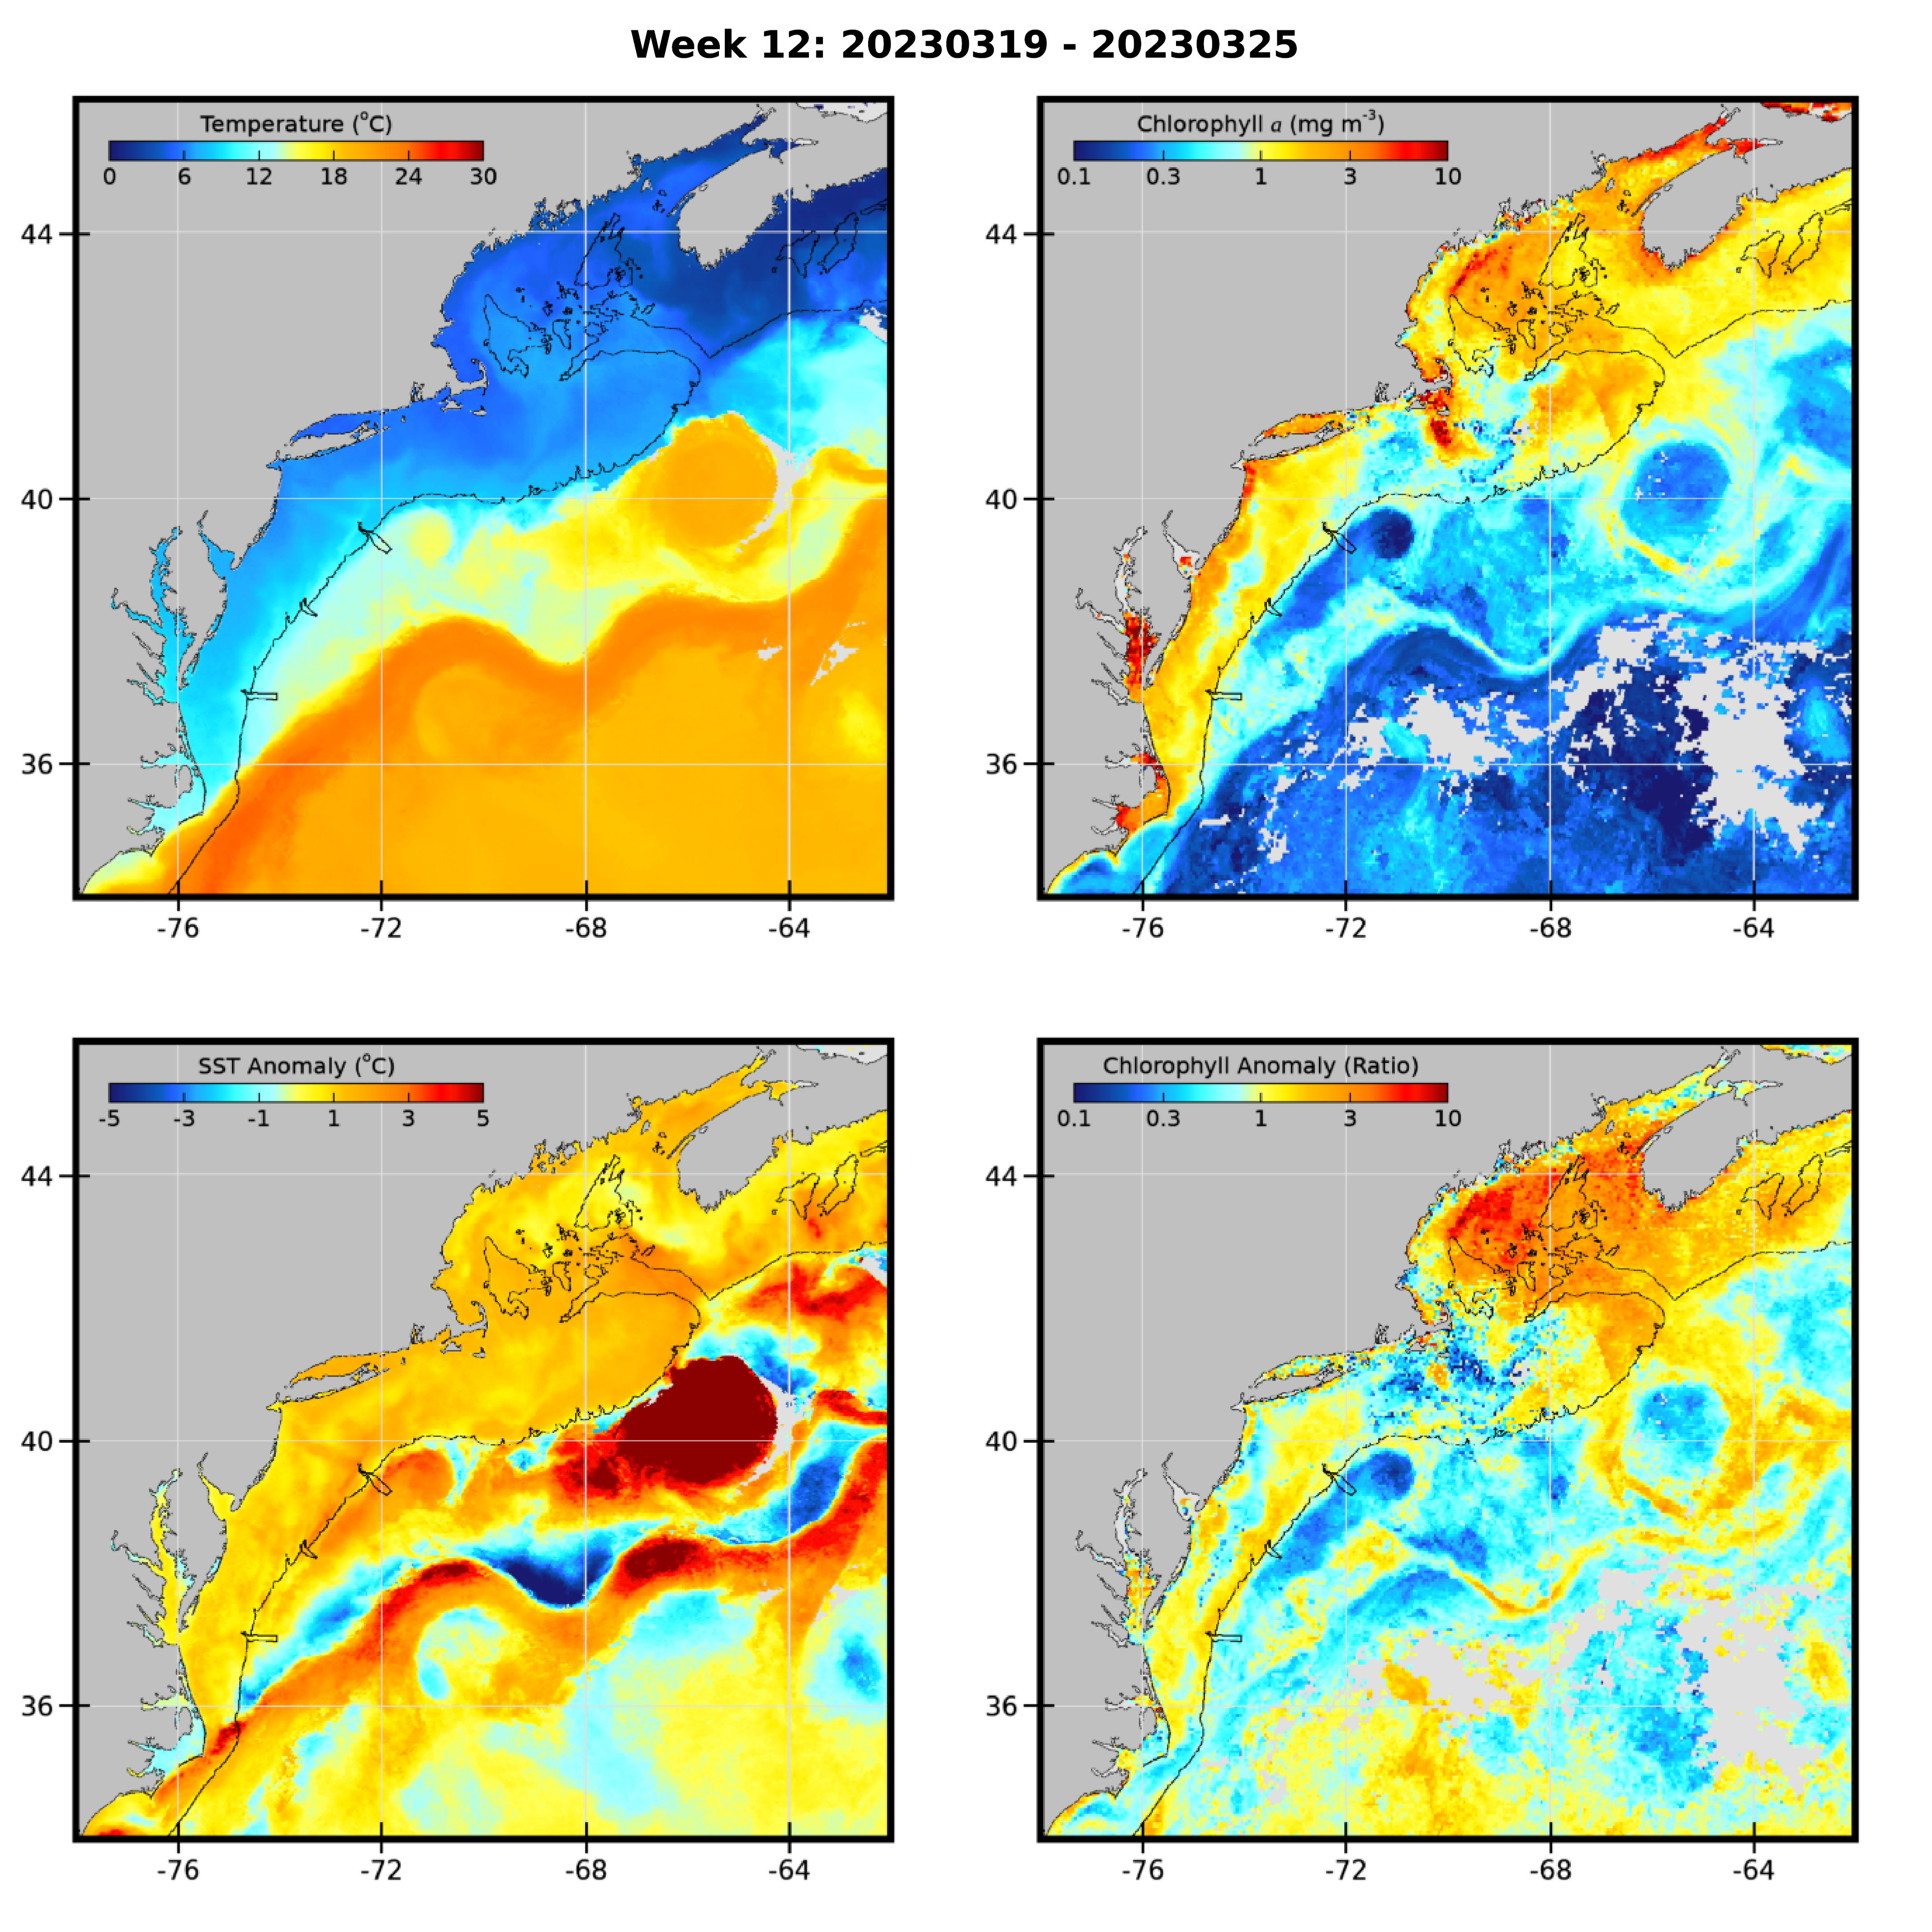 Week 12: 20230319 - 20230325
Temperature (°C)
0 6 12 18 24 30
44
40
36
-76 -72 -68 -64
Chlorophyll a (mg m⁻³)
0.1 0.3 1 3 10
44
40
36
-76 -72 -68 -64
SST Anomaly (°C)
-5 -3 -1 1 3 5
44
40
36
-76 -72 -68 -64
Chlorophyll Anomaly (Ratio)
0.1 0.3 1 3 10
44
40
36
-76 -72 -68 -64